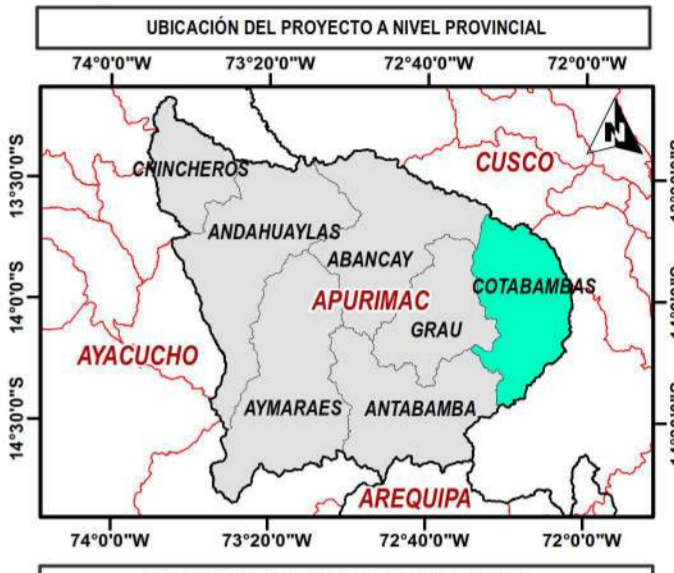 UBICACIÓN DEL PROYECTO A NIVEL PROVINCIAL
74°0'0"W 73°20'0"W 72°40'0"W 72°0'0"W
N
CUSCO
CHINCHEROS
13°30'0"S
ANDAHUAYLAS
ABANCAY
COTABAMBAS
14°0'0"S
APURIMAC
GRAU
AYACUCHO
AYMARAES ANTABAMBA
14°30'0"S
AREQUIPA
74°0'0"W 73°20'0"W 72°40'0"W 72°0'0"W